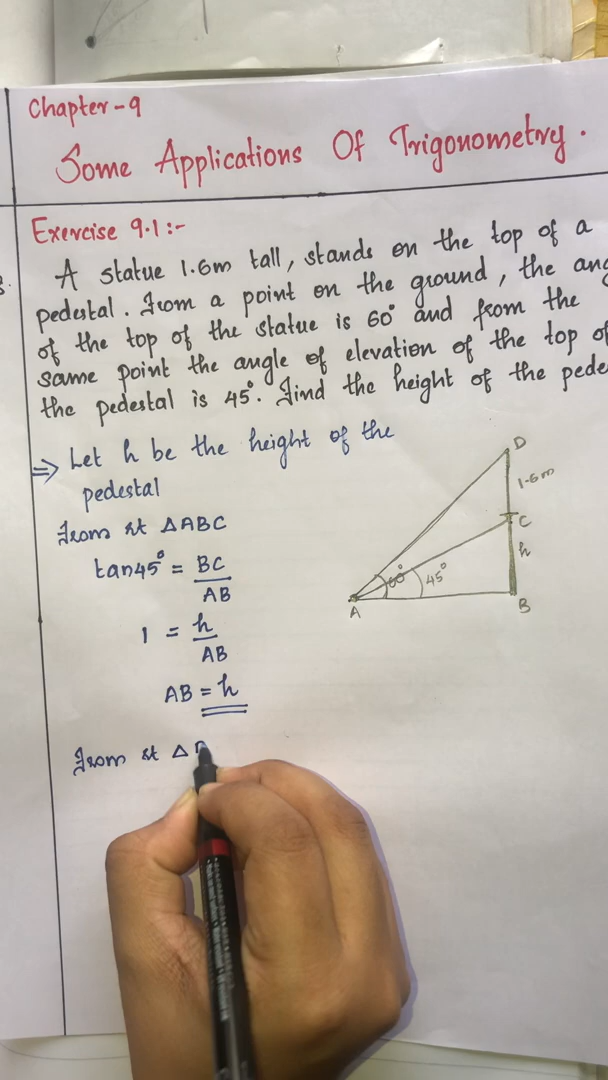 Chapter-9
Some Applications Of Trigonometry.
Exercise 9.1:-
A statue 1.6m tall, stands on the top of a
pedestal. From a point on the ground, the ang
of the top of the statue is 60° and from the
same point the angle of elevation of the top of
the pedestal is 45°. Find the height of the pede
⇒ Let h be the height of the
pedestal
From rt ΔABC
tan45° = BC
AB
1 = h
AB
AB = h
From rt Δ
D
1.6m
C
h
60°
45°
A
B